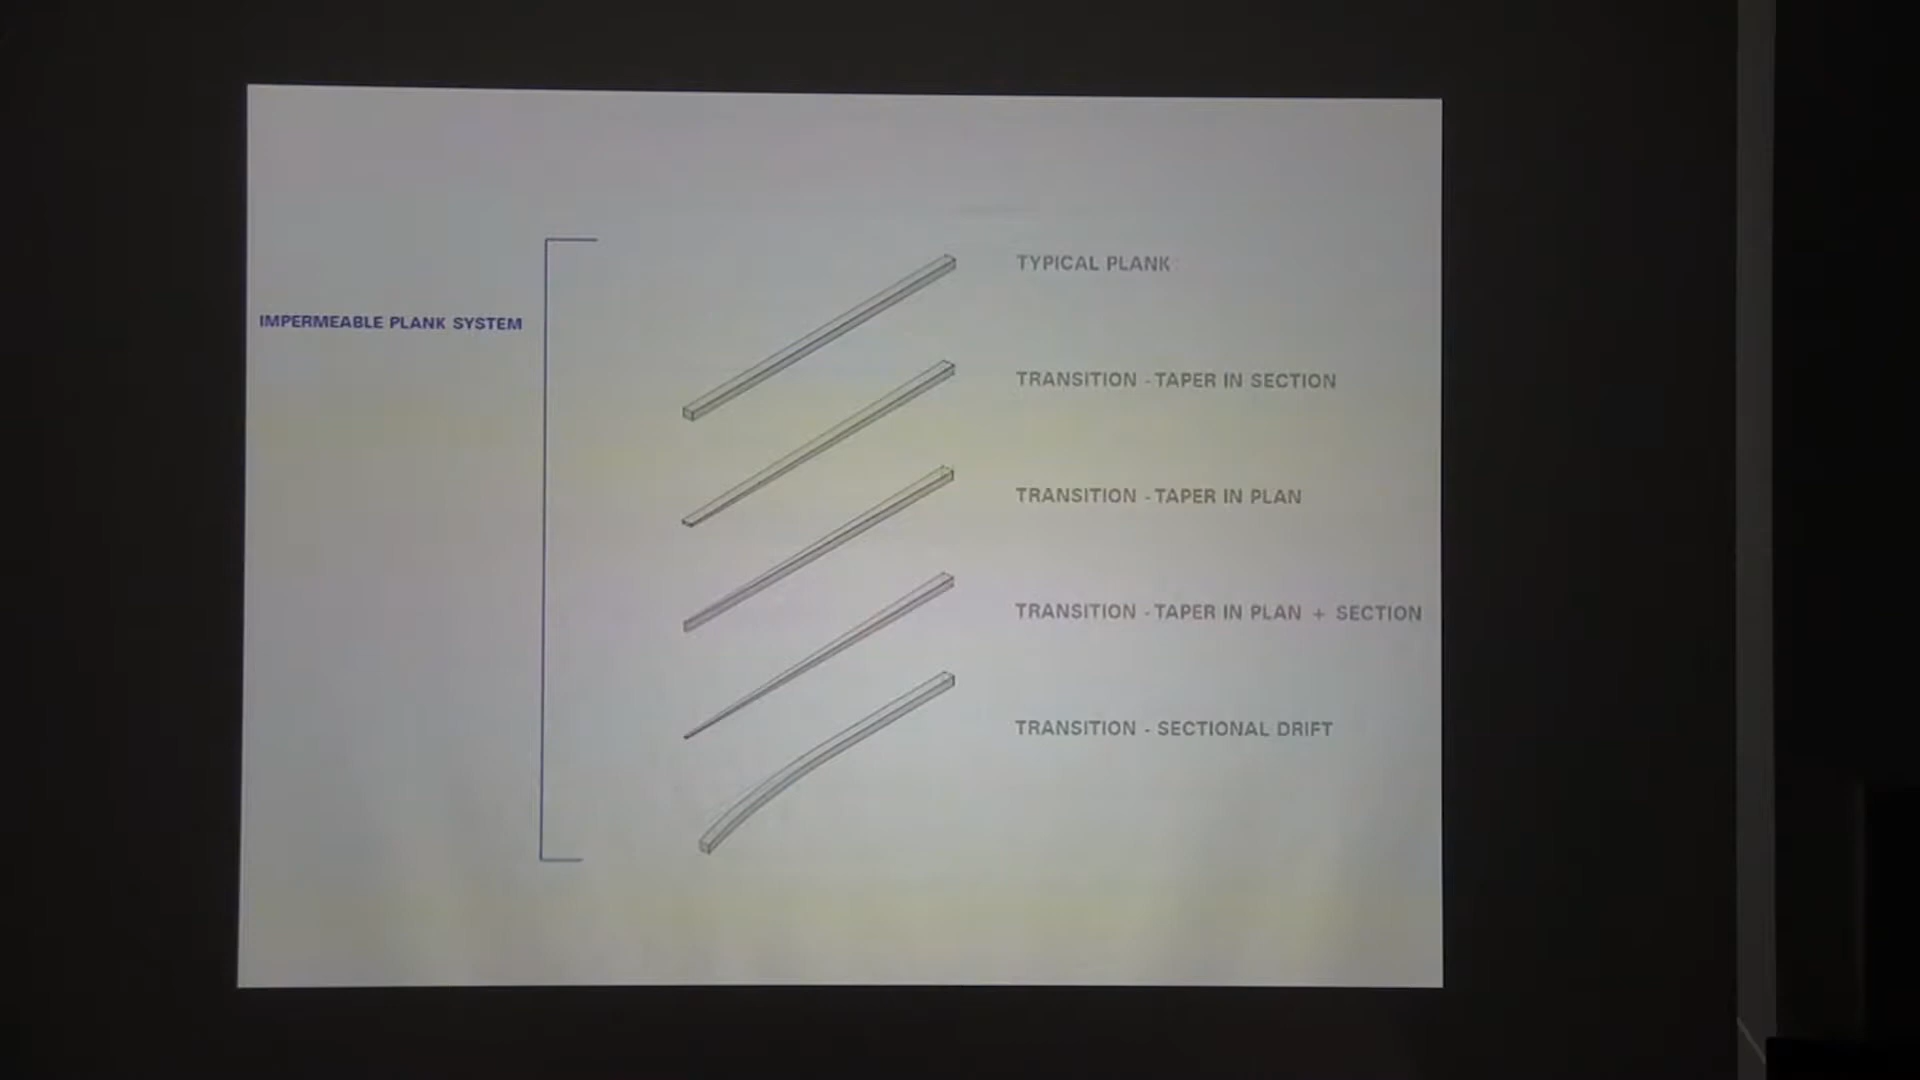 TYPICAL PLANK
IMPERMEABLE PLANK SYSTEM
TRANSITION - TAPER IN SECTION
TRANSITION - TAPER IN PLAN
TRANSITION - TAPER IN PLAN + SECTION
TRANSITION - SECTIONAL DRIFT